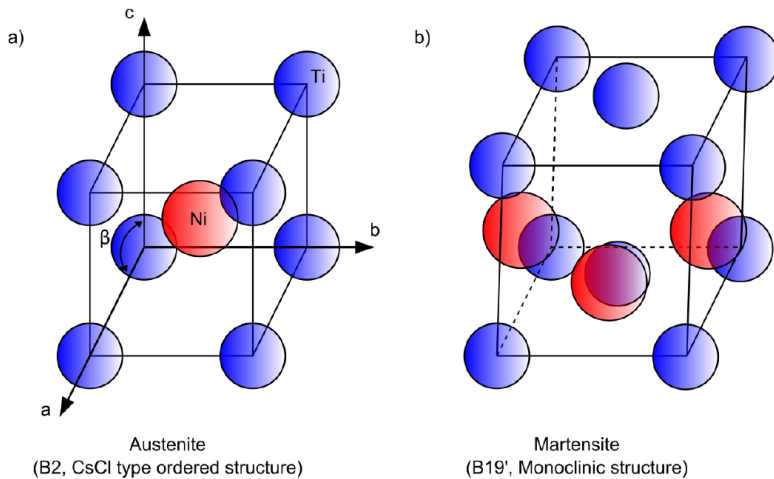 a)
c
Ti
Ni
β
b
a
Austenite
(B2, CsCl type ordered structure)
b)
Martensite
(B19', Monoclinic structure)